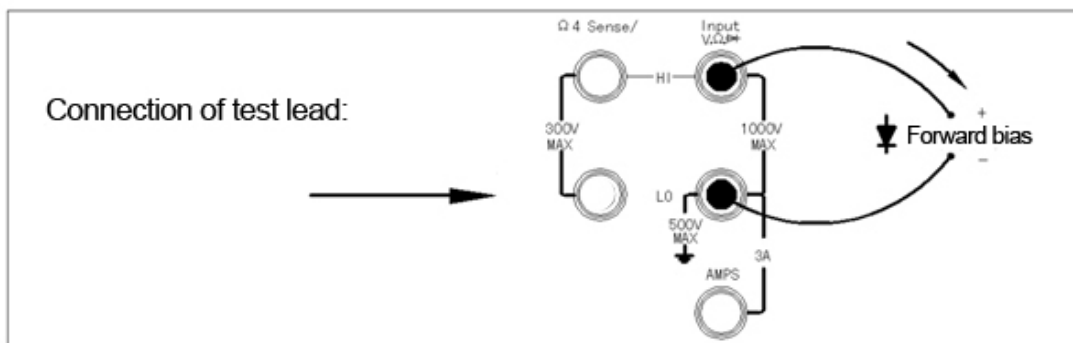 Ω 4 Sense/
Input
V.Ω.
HI
Connection of test lead:
300V
MAX
1000V
MAX
+
Forward bias
−
LO
500V
MAX
3A
AMPS